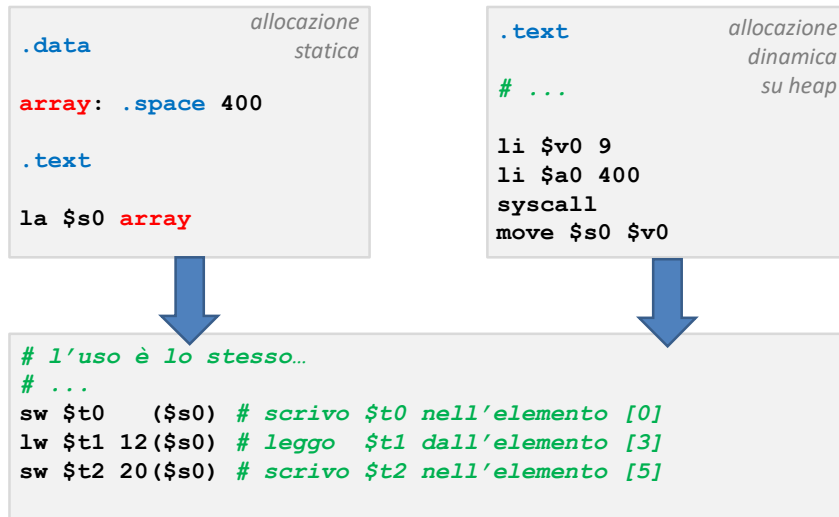 allocazione
statica
.data
array: .space 400
.text
la $s0 array
allocazione
dinamica
su heap
.text
# ...
li $v0 9
li $a0 400
syscall
move $s0 $v0
# l'uso è lo stesso…
# ...
sw $t0   ($s0) # scrivo $t0 nell'elemento [0]
lw $t1 12($s0) # leggo  $t1 dall'elemento [3]
sw $t2 20($s0) # scrivo $t2 nell'elemento [5]